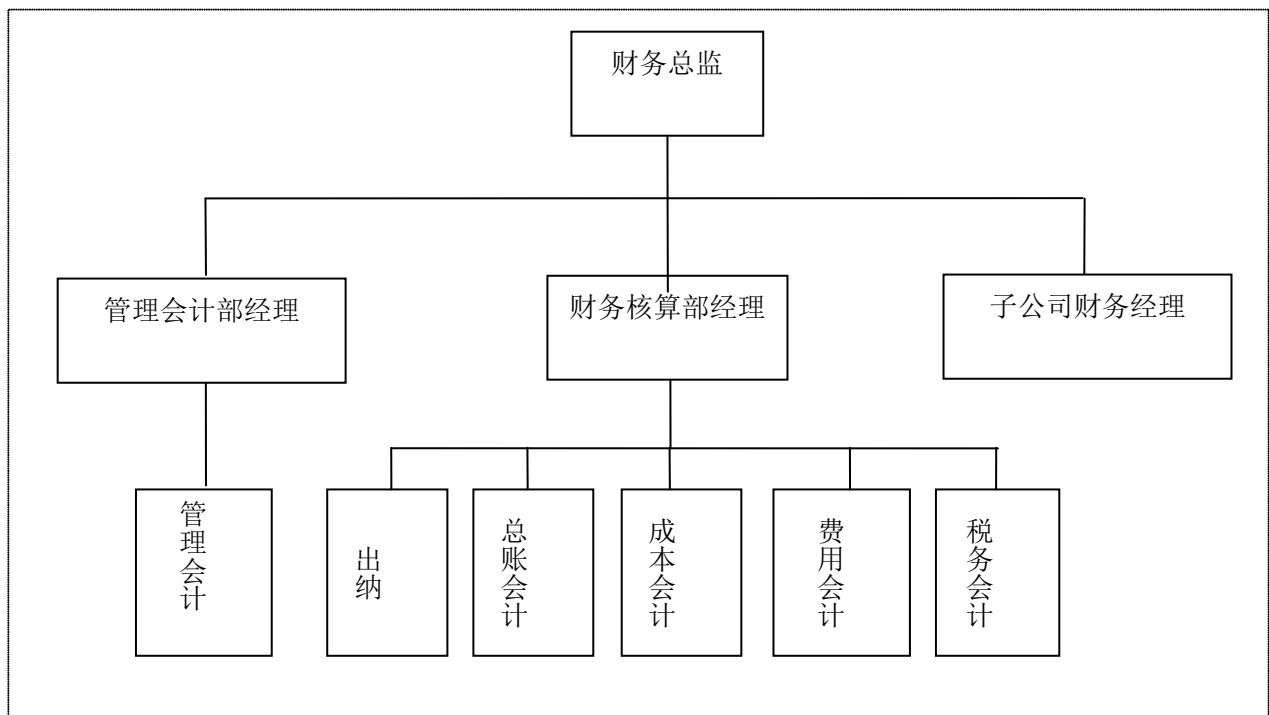 财务总监
管理会计部经理
财务核算部经理
子公司财务经理
管理会计
出纳
总账会计
成本会计
费用会计
税务会计